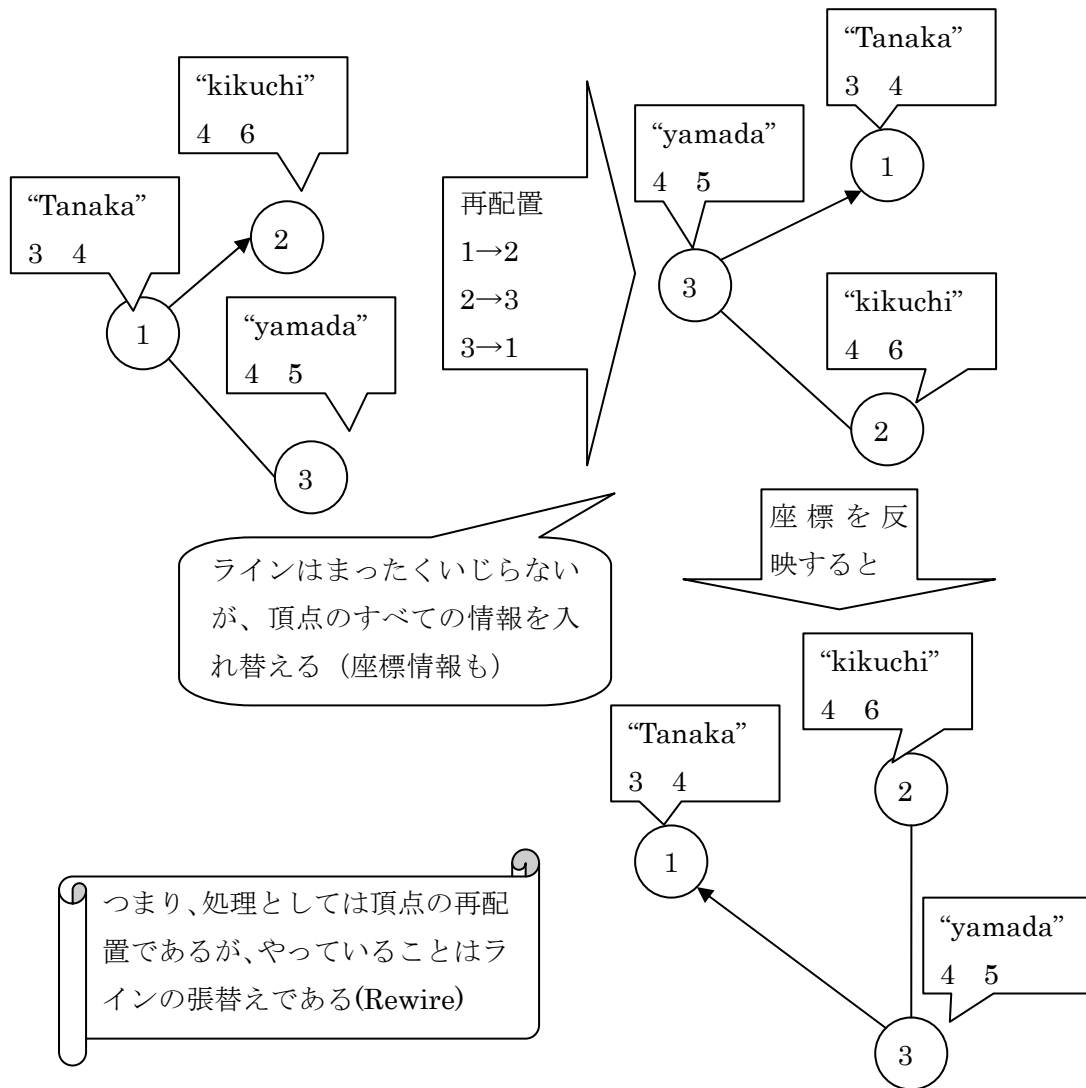 “kikuchi”
4 6
“Tanaka”
3 4
2
1
“yamada”
4 5
3
再配置
1→2
2→3
3→1
“Tanaka”
3 4
“yamada”
4 5
1
3
“kikuchi”
4 6
2
ラインはまったくいじらない
が、頂点のすべての情報を入
れ替える（座標情報も）
座標を反
映すると
“kikuchi”
4 6
“Tanaka”
3 4
2
1
“yamada”
4 5
3
つまり、処理としては頂点の再配
置であるが、やっていることはラ
インの張替えである(Rewire)